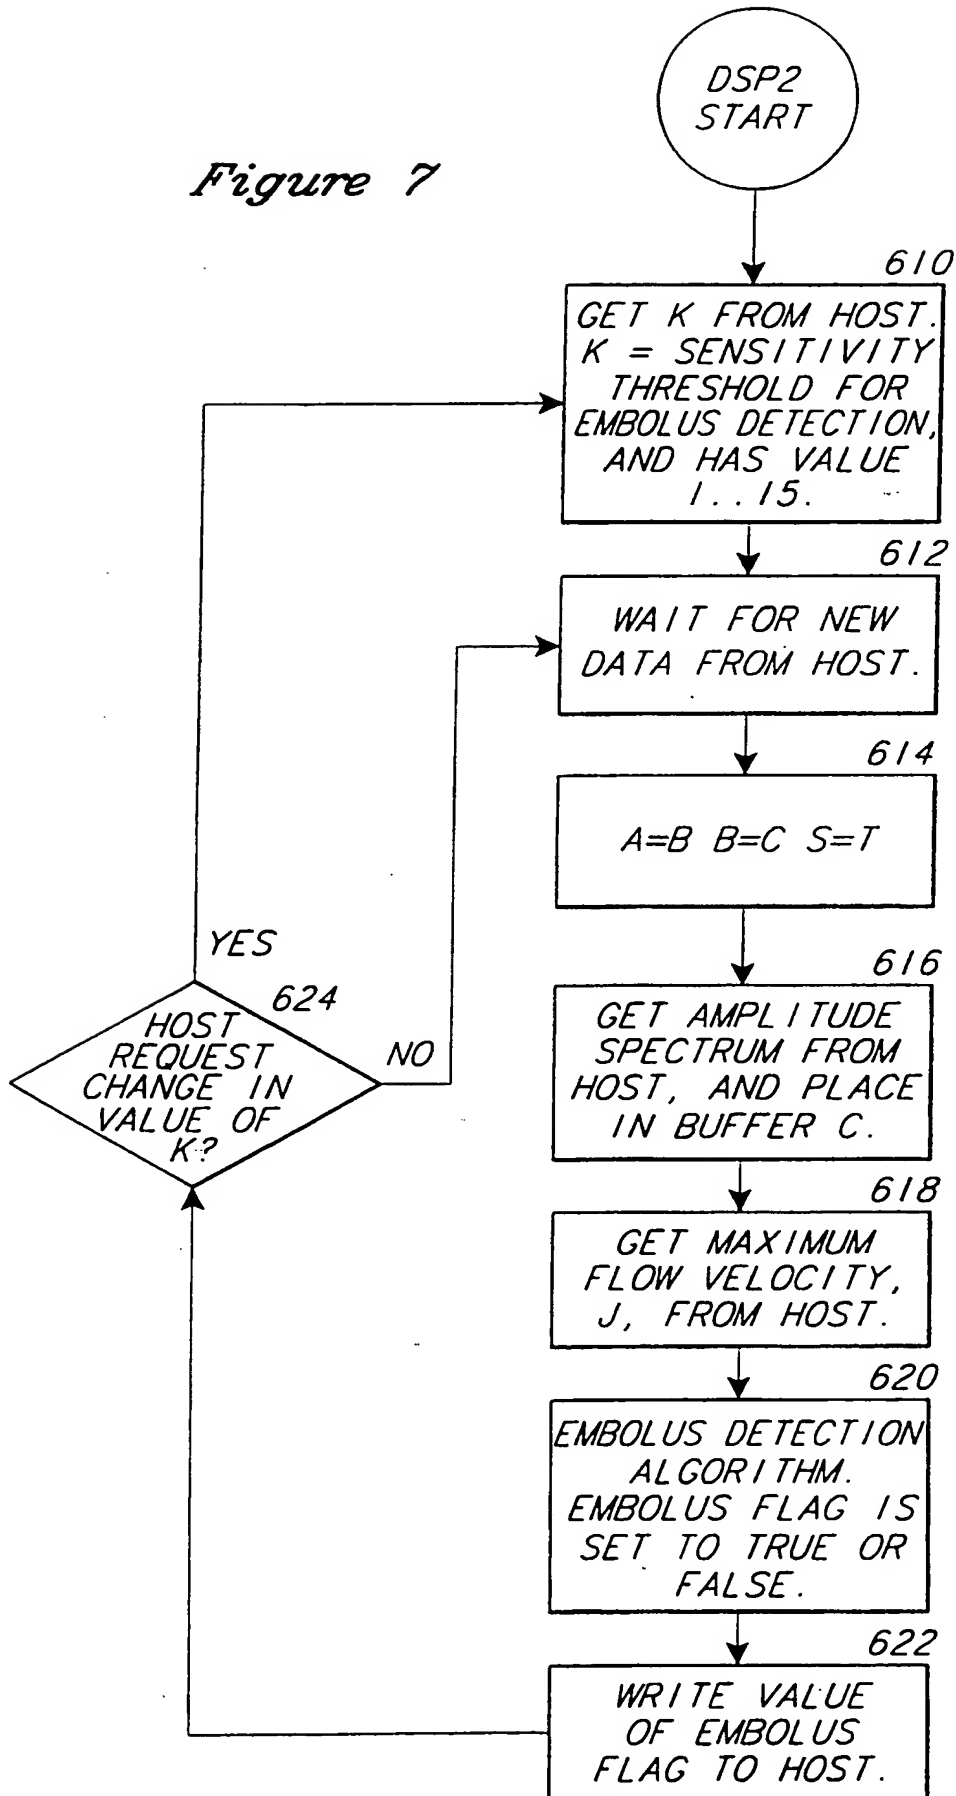 DSP2
START
Figure 7
610
GET K FROM HOST.
K = SENSITIVITY
THRESHOLD FOR
EMBOLUS DETECTION,
AND HAS VALUE
1..15.
612
WAIT FOR NEW
DATA FROM HOST.
614
A=B B=C S=T
616
GET AMPLITUDE
SPECTRUM FROM
HOST, AND PLACE
IN BUFFER C.
618
GET MAXIMUM
FLOW VELOCITY,
J, FROM HOST.
620
EMBOLUS DETECTION
ALGORITHM.
EMBOLUS FLAG IS
SET TO TRUE OR
FALSE.
622
WRITE VALUE
OF EMBOLUS
FLAG TO HOST.
YES
624
HOST
REQUEST
CHANGE IN
VALUE OF
K?
NO